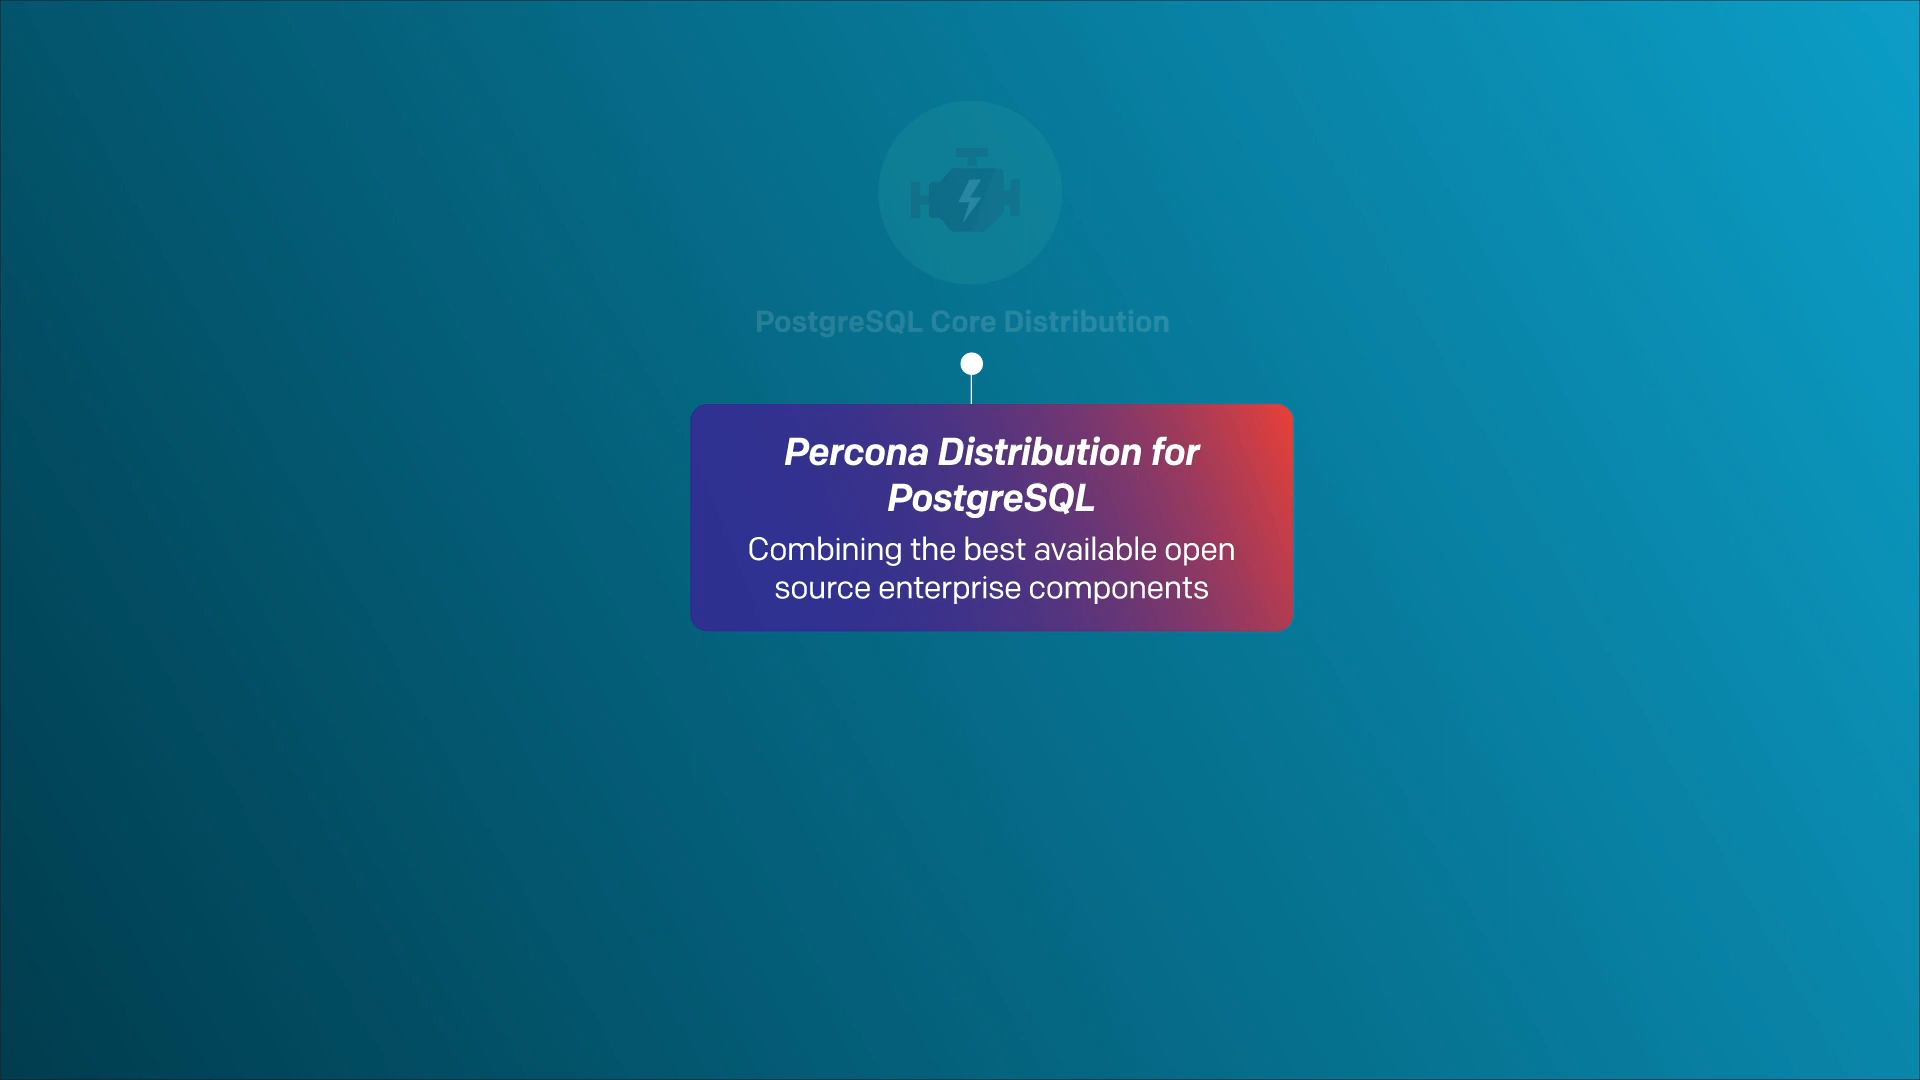 PostgreSQL Core Distribution
Percona Distribution for
PostgreSQL
Combining the best available open
source enterprise components